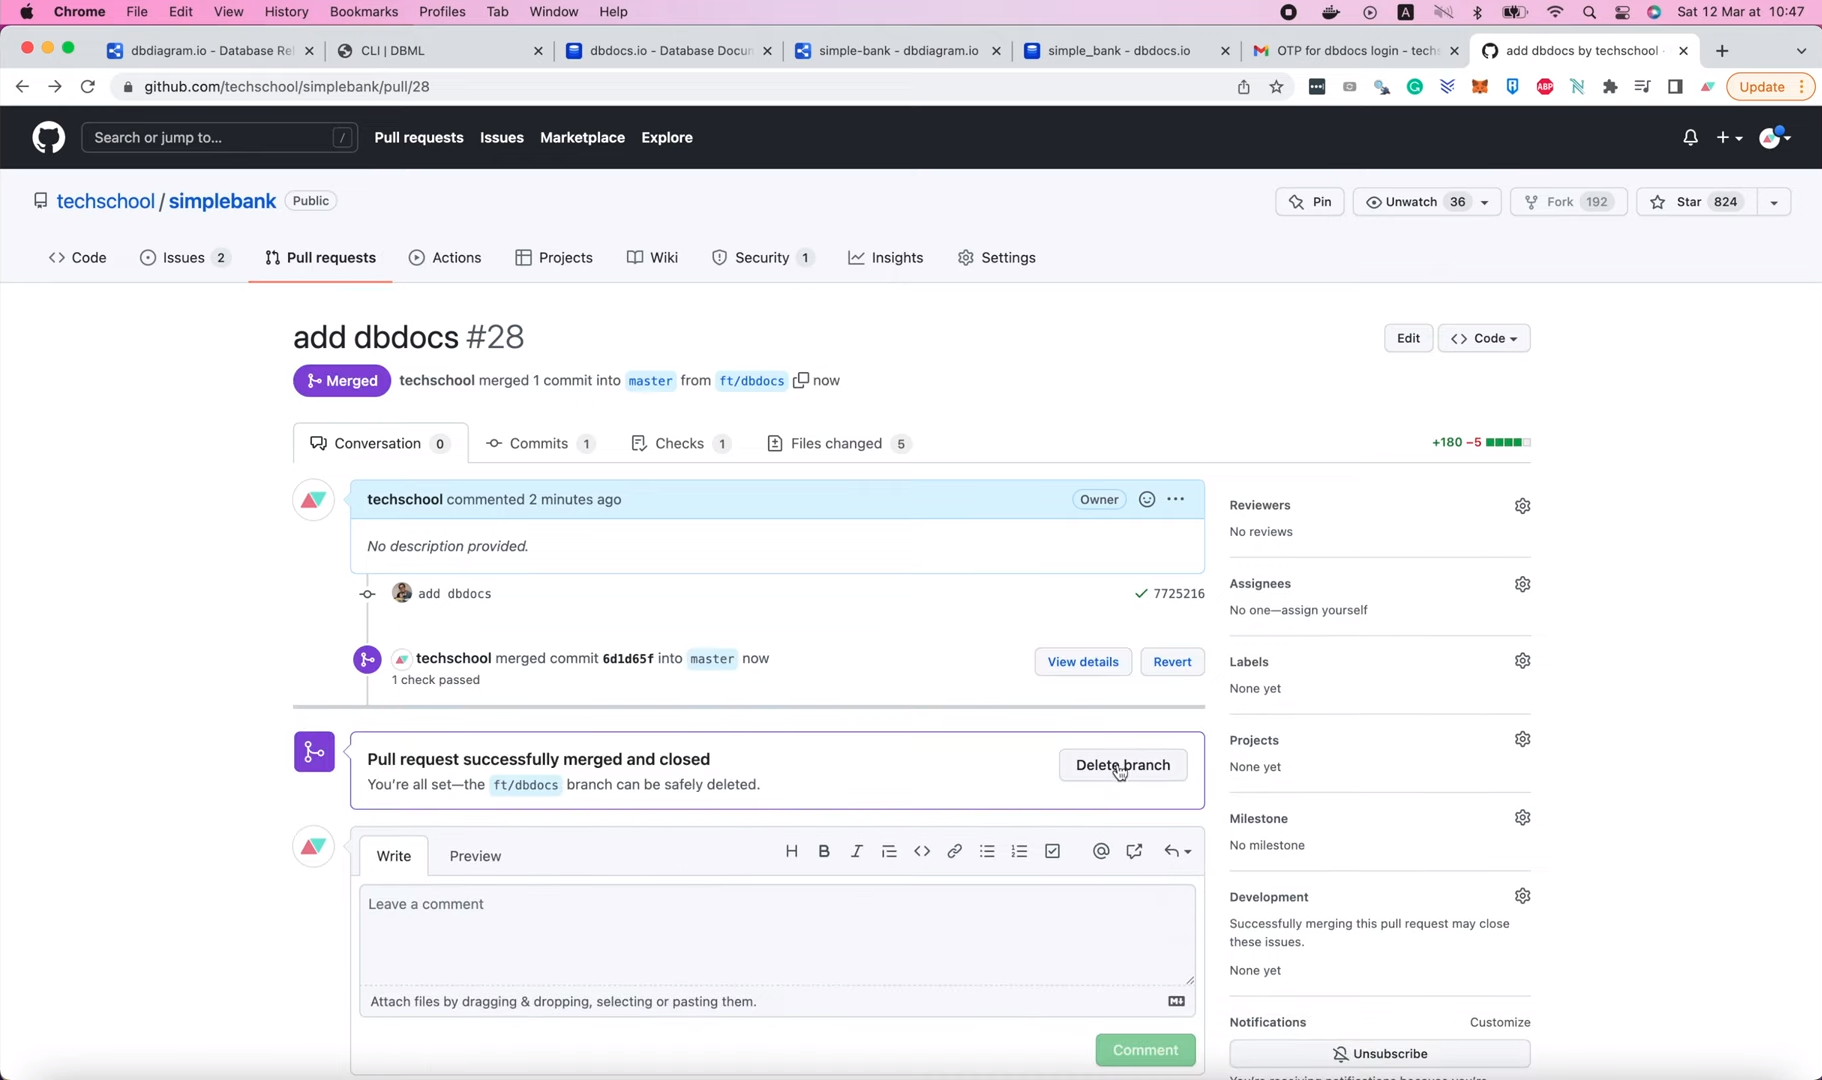 Chrome File Edit View History Bookmarks Profiles Tab Window Help A Sat 12 Mar at 10:47
dbdiagram.io - Database Rel CLI | DBML dbdocs.io - Database Docun simple-bank - dbdiagram.io simple_bank - dbdocs.io OTP for dbdocs login - techs add dbdocs by techschool ·
github.com/techschool/simplebank/pull/28 ABP Update
Search or jump to... / Pull requests Issues Marketplace Explore
techschool / simplebank Public Pin Unwatch 36 Fork 192 Star 824
Code Issues 2 Pull requests Actions Projects Wiki Security 1 Insights Settings
add dbdocs #28 Edit Code
Merged techschool merged 1 commit into master from ft/dbdocs now
Conversation 0 Commits 1 Checks 1 Files changed 5 +180 −5
techschool commented 2 minutes ago Owner
No description provided.
add dbdocs 7725216
techschool merged commit 6d1d65f into master now View details Revert
1 check passed
Pull request successfully merged and closed Delete branch
You're all set—the ft/dbdocs branch can be safely deleted.
Write Preview H B I
Leave a comment
Attach files by dragging & dropping, selecting or pasting them.
Comment
Reviewers
No reviews
Assignees
No one—assign yourself
Labels
None yet
Projects
None yet
Milestone
No milestone
Development
Successfully merging this pull request may close
these issues.
None yet
Notifications Customize
Unsubscribe